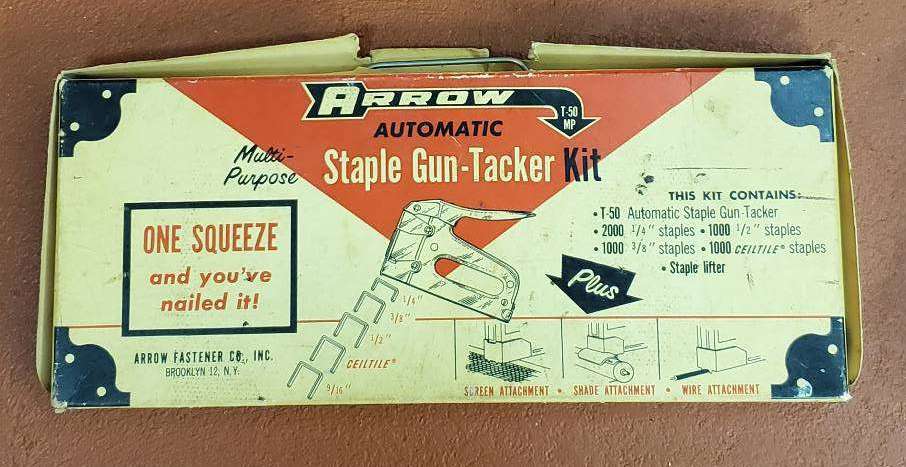 ARROW
T-50
MP
AUTOMATIC
Multi-
Purpose
Staple Gun-Tacker Kit
THIS KIT CONTAINS:
• T-50 Automatic Staple Gun-Tacker
• 2000 1/4" staples • 1000 1/2" staples
• 1000 3/8" staples • 1000 CEILTILE® staples
• Staple lifter
ONE SQUEEZE
and you've
nailed it!
Plus
1/4"
3/8"
1/2"
CEILTILE®
9/16"
ARROW FASTENER CO., INC.
BROOKLYN 12, N.Y.
SCREEN ATTACHMENT • SHADE ATTACHMENT • WIRE ATTACHMENT